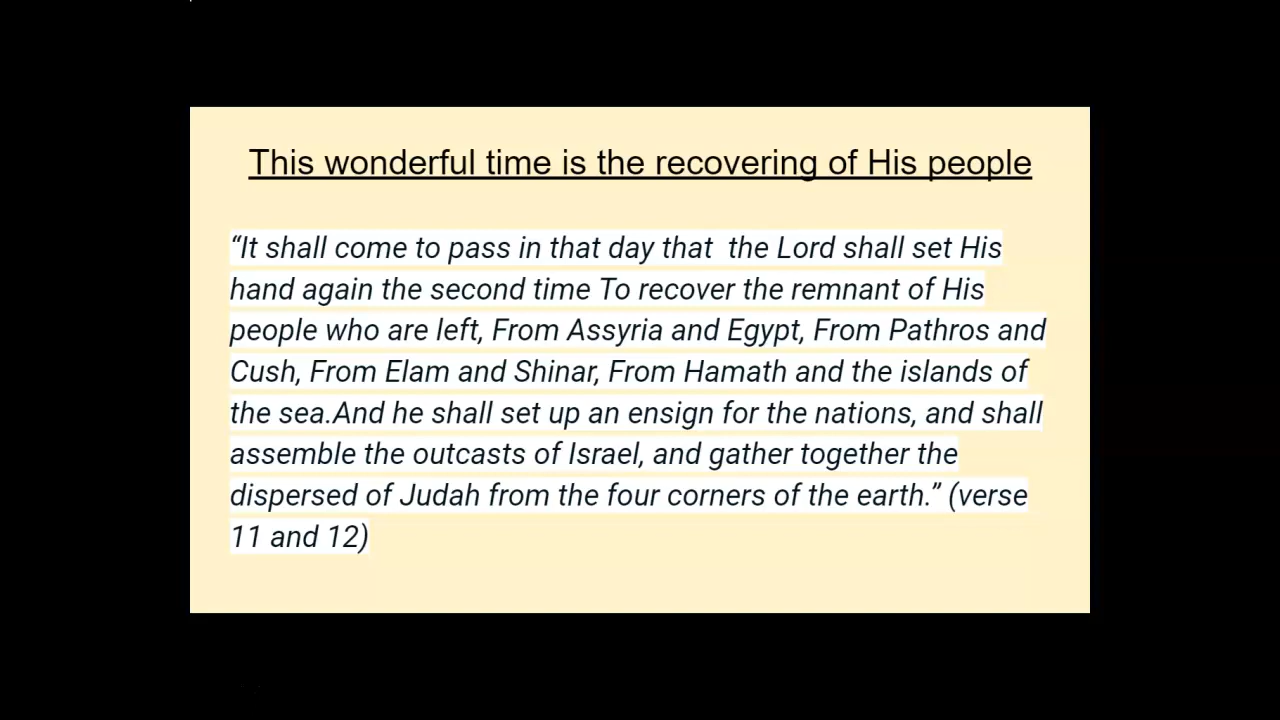 This wonderful time is the recovering of His people
“It shall come to pass in that day that  the Lord shall set His
hand again the second time To recover the remnant of His
people who are left, From Assyria and Egypt, From Pathros and
Cush, From Elam and Shinar, From Hamath and the islands of
the sea.And he shall set up an ensign for the nations, and shall
assemble the outcasts of Israel, and gather together the
dispersed of Judah from the four corners of the earth.” (verse
11 and 12)